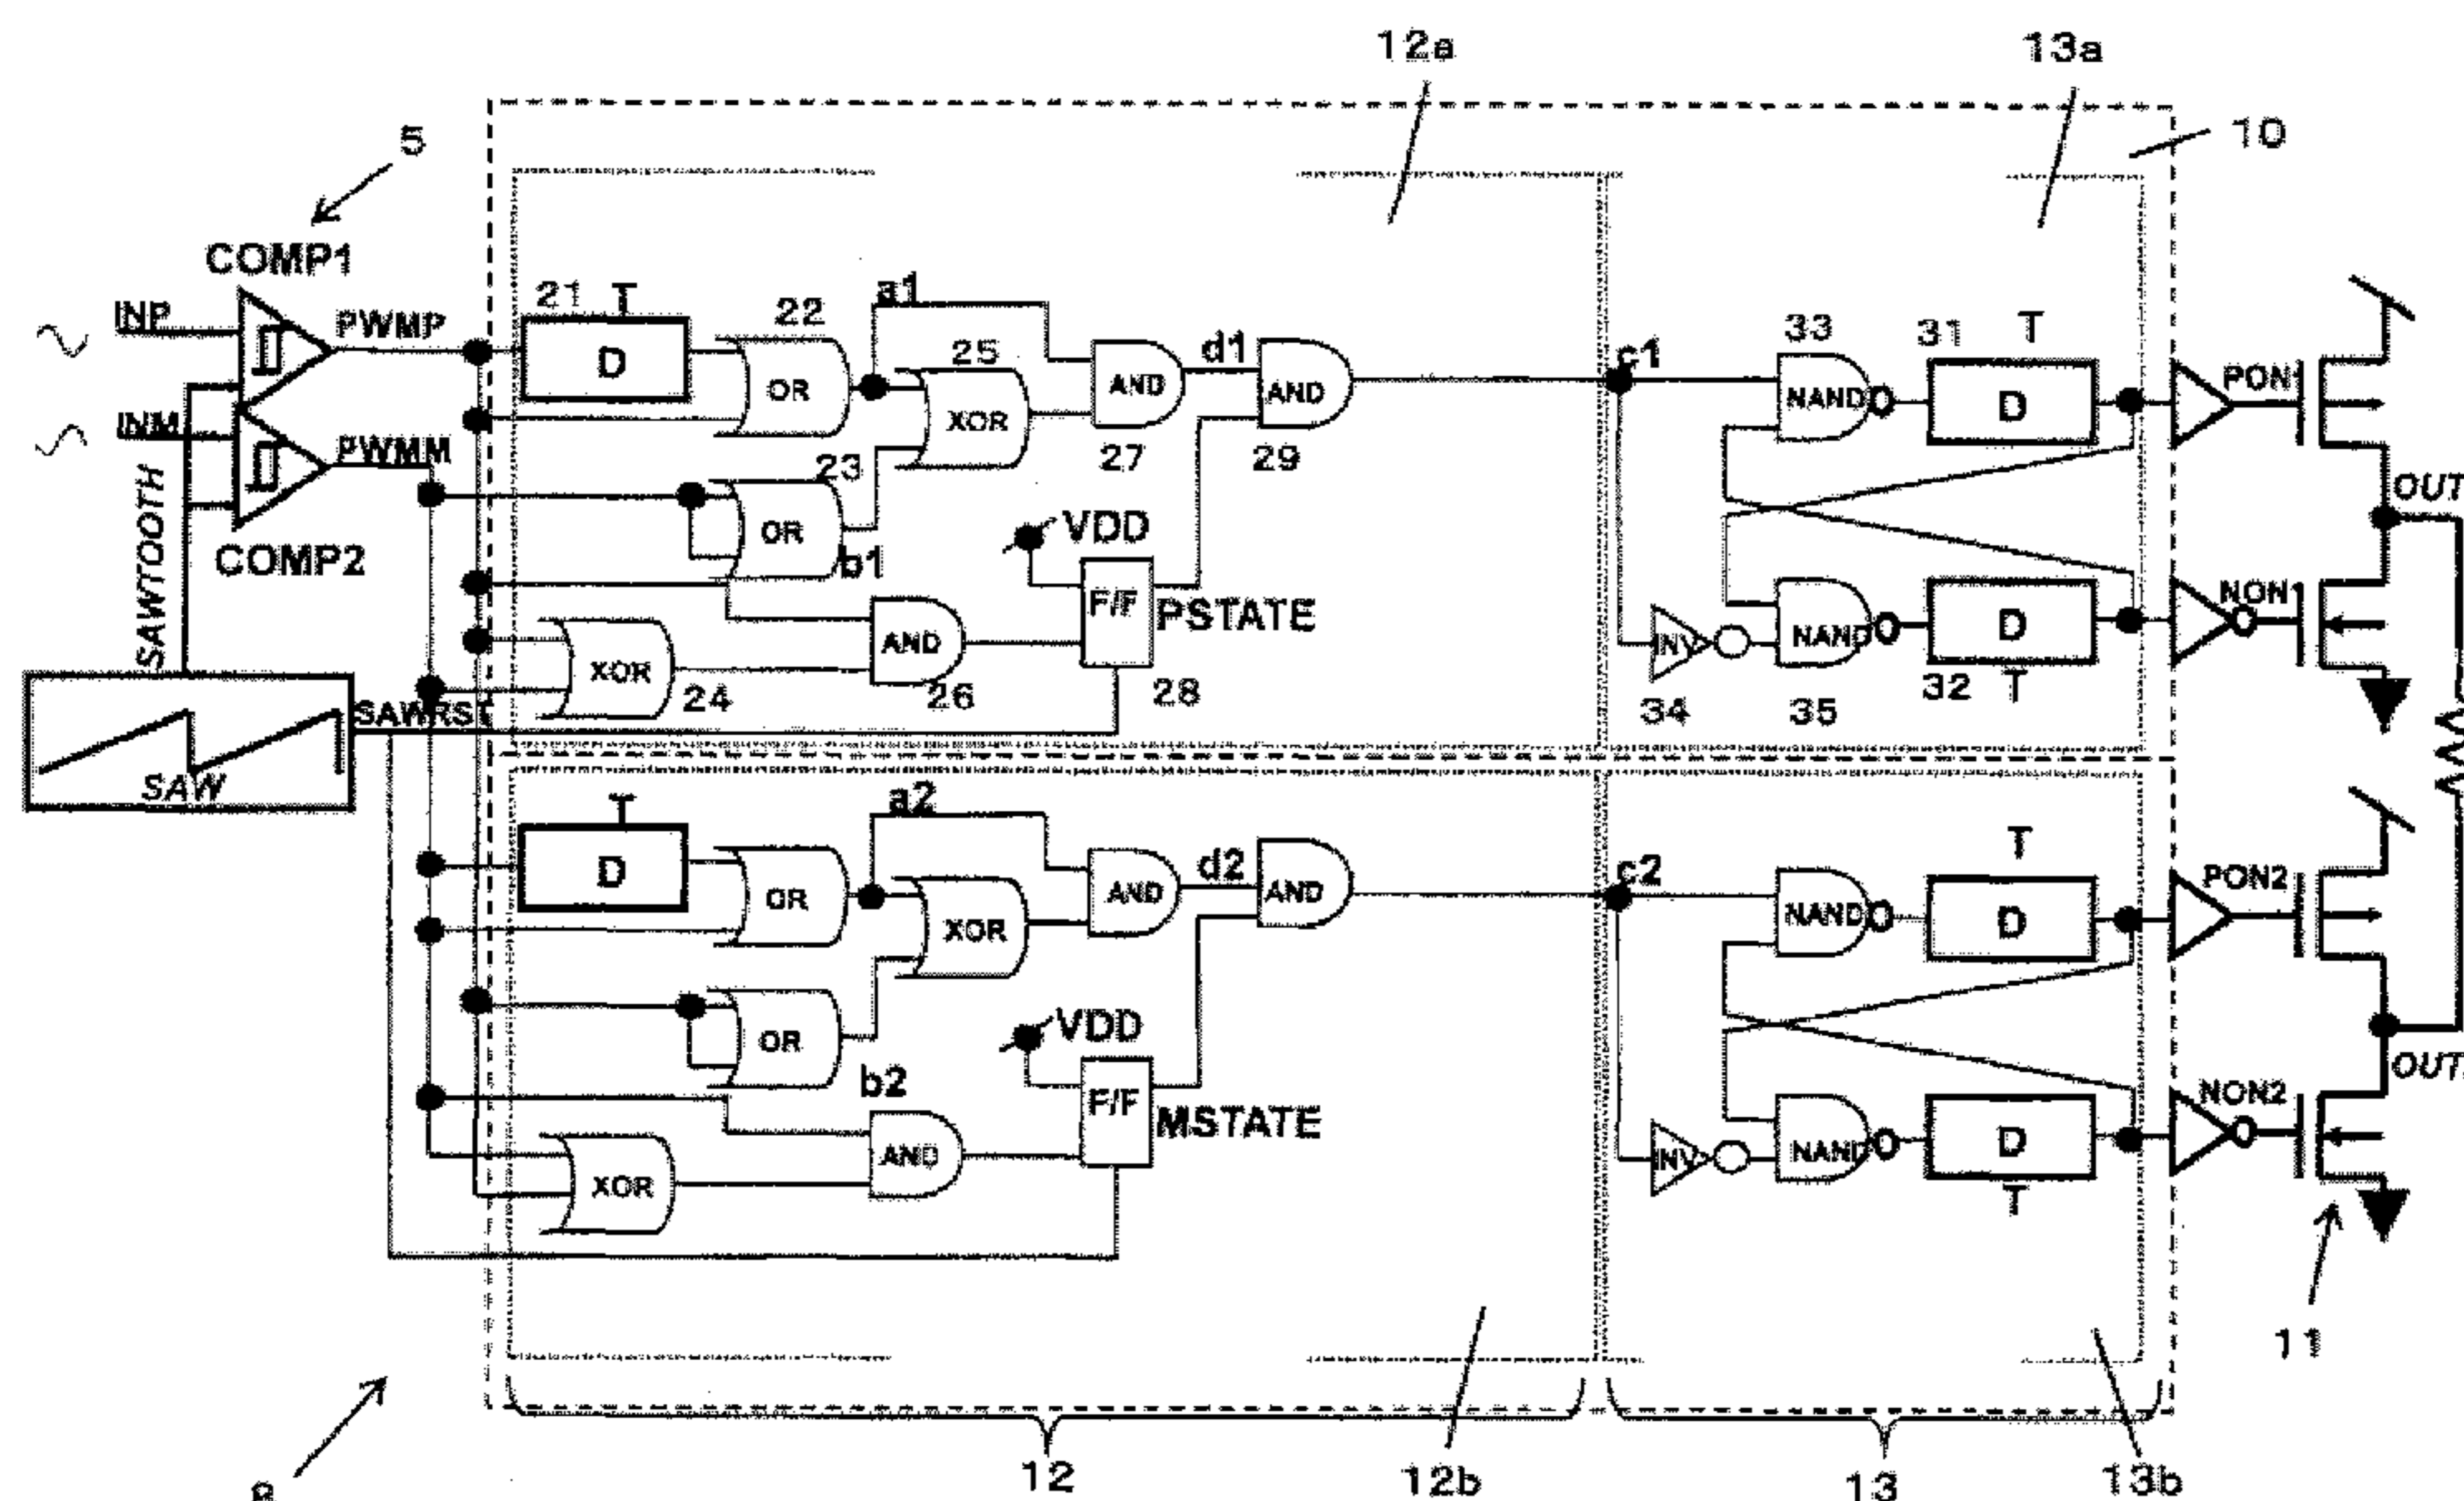 12a
13a
10
5
COMP1
INP
PWMP
INM
PWMM
SAWTOOTH
COMP2
21
T
D
22
OR
a1
25
XOR
AND
27
d1
AND
29
23
OR
b1
VDD
F/F
PSTATE
28
XOR
24
AND
26
SAWRST
SAW
c1
33
NAND
31
T
D
PON1
OUT
INV
34
NAND
35
D
32
T
NON1
T
D
OR
a2
XOR
AND
d2
AND
OR
b2
VDD
F/F
MSTATE
XOR
AND
c2
NAND
T
D
PON2
OUT
INV
NAND
D
T
NON2
11
8
12
12b
13
13b